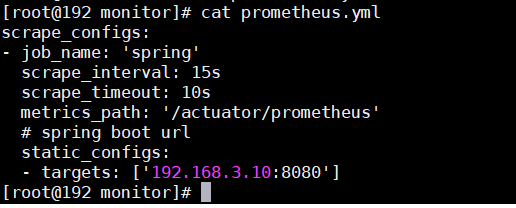 [root@192 monitor]# cat prometheus.yml
scrape_configs:
- job_name: 'spring'
  scrape_interval: 15s
  scrape_timeout: 10s
  metrics_path: '/actuator/prometheus'
  # spring boot url
  static_configs:
  - targets: ['192.168.3.10:8080']
[root@192 monitor]#